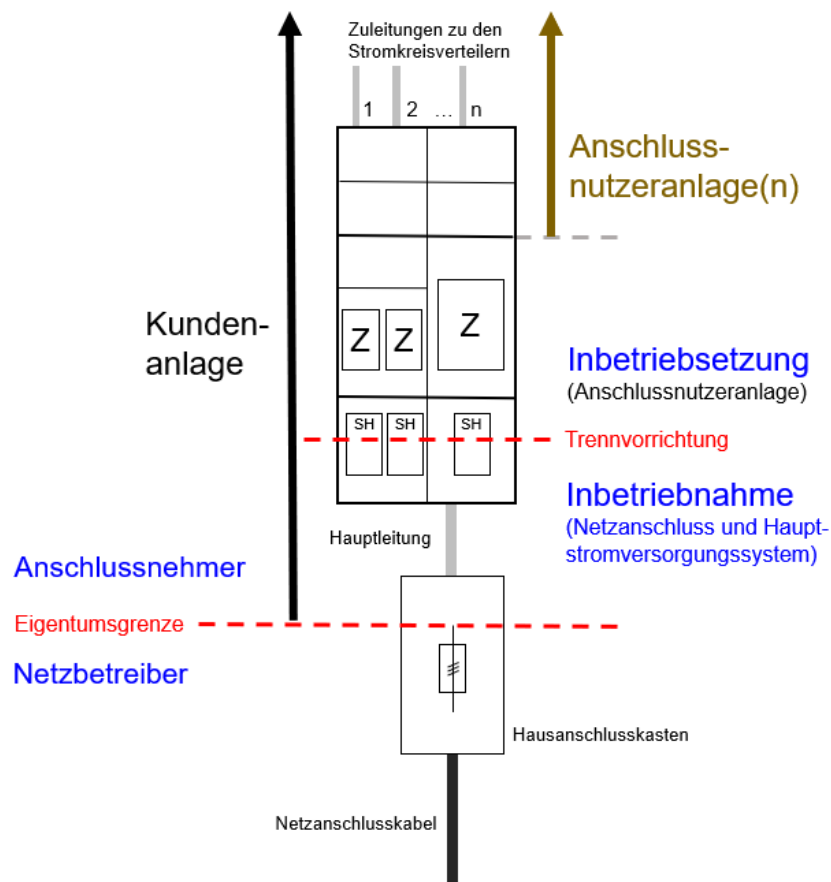 Zuleitungen zu den
Stromkreisverteilern
1 2 ... n
Anschluss-
nutzeranlage(n)
Kunden-
anlage
Z Z Z
Inbetriebsetzung
(Anschlussnutzeranlage)
SH SH SH
Trennvorrichtung
Inbetriebnahme
(Netzanschluss und Haupt-
stromversorgungssystem)
Hauptleitung
Anschlussnehmer
Eigentumsgrenze
Netzbetreiber
Hausanschlusskasten
Netzanschlusskabel